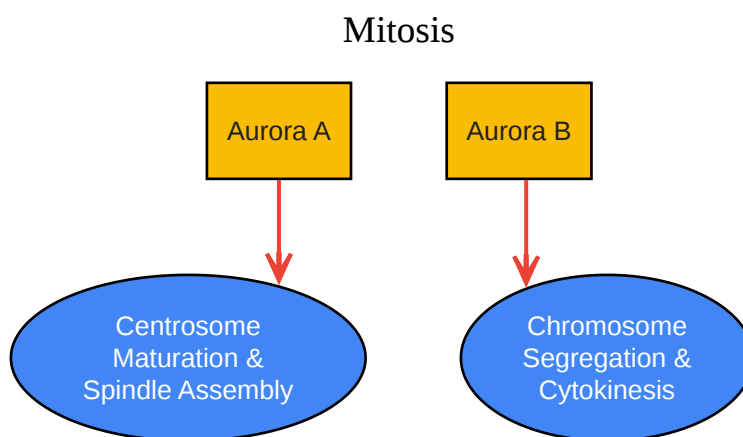 Mitosis
Aurora A
Aurora B
Centrosome
Maturation &
Spindle Assembly
Chromosome
Segregation &
Cytokinesis